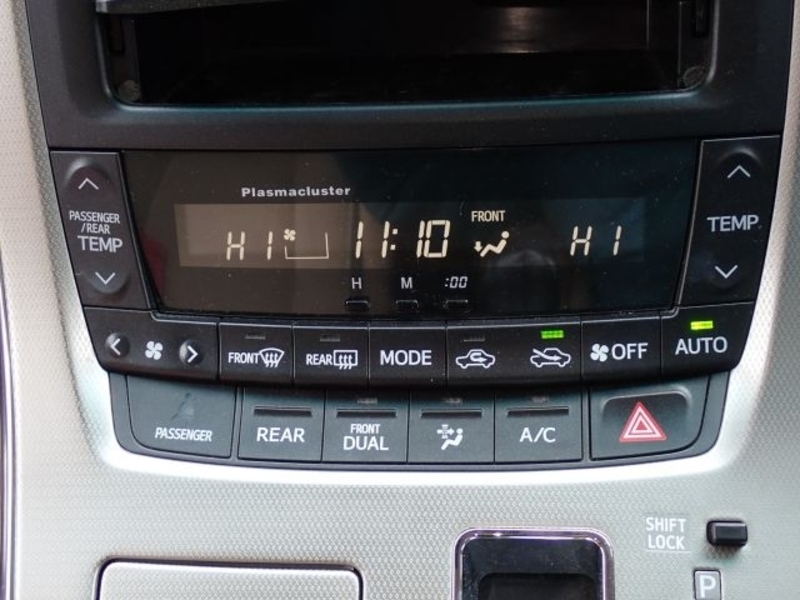 Plasmacluster
FRONT
HI 11:10 HI
H M :00
PASSENGER
/REAR
TEMP
TEMP
FRONT REAR MODE OFF AUTO
PASSENGER REAR FRONT
DUAL A/C
SHIFT
LOCK
P